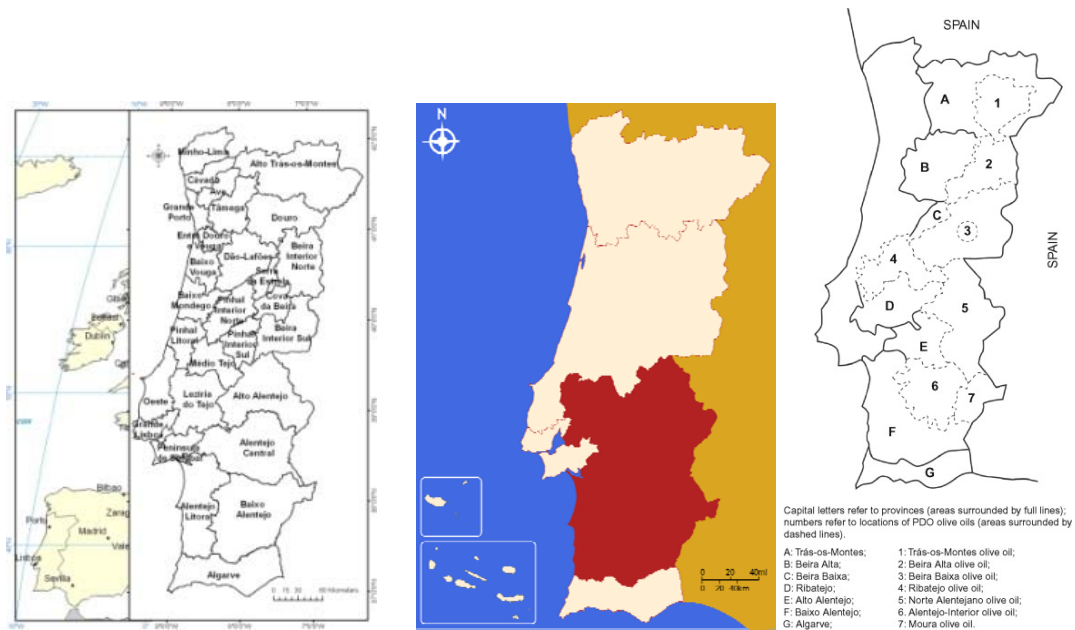 Minho-Lima
Alto Trás-os-Montes
Cávado
Ave
Grande
Porto
Tâmega
Douro
Entre Douro
e Vouga
Baixo
Vouga
Dão-Lafões
Beira
Interior
Norte
Serra
da Estrela
Baixo
Mondego
Pinhal
Interior
Norte
Cova
da Beira
Pinhal
Litoral
Pinhal
Interior
Sul
Beira
Interior Sul
Médio Tejo
Oeste
Lezíria
do Tejo
Alto Alentejo
Grande
Lisboa
Península
de Setúbal
Alentejo
Central
Alentejo
Litoral
Baixo
Alentejo
Algarve
Belfast
Dublin
Bilbao
Porto
Madrid
Lisboa
Sevilla
N
0 20 40mi
0 20 40km
SPAIN
A
1
B
2
C
3
SPAIN
4
D
5
E
6
7
F
G
Capital letters refer to provinces (areas surrounded by full lines);
numbers refer to locations of PDO olive oils (areas surrounded by
dashed lines).
A: Trás-os-Montes; 1: Trás-os-Montes olive oil;
B: Beira Alta; 2: Beira Alta olive oil;
C: Beira Baixa; 3: Beira Baixa olive oil;
D: Ribatejo; 4: Ribatejo olive oil;
E: Alto Alentejo; 5: Norte Alentejano olive oil;
F: Baixo Alentejo; 6: Alentejo-Interior olive oil;
G: Algarve; 7: Moura olive oil.